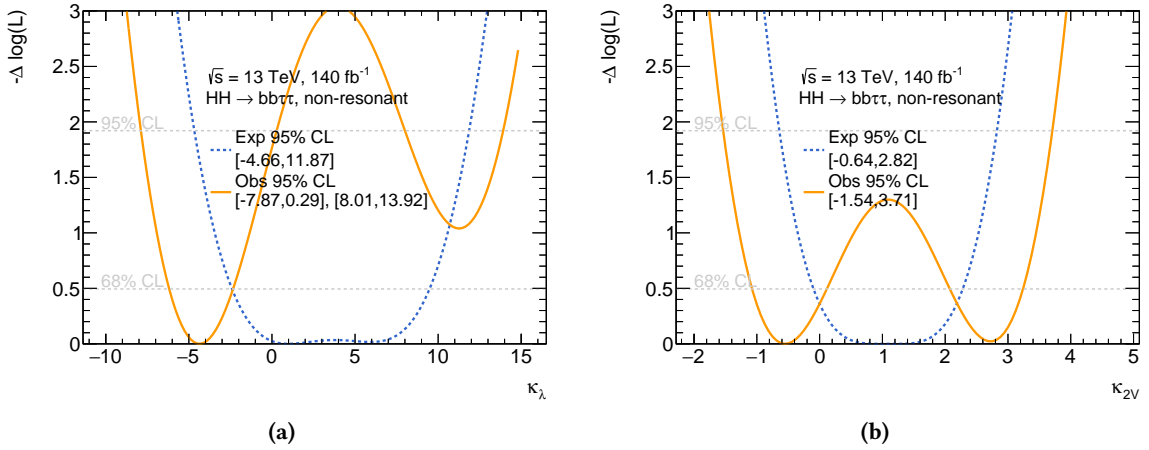 -Δ log(L)
3
2.5
2
1.5
1
0.5
0
95% CL
68% CL
√s = 13 TeV, 140 fb⁻¹
HH → bbττ, non-resonant
Exp 95% CL
[-4.66,11.87]
Obs 95% CL
[-7.87,0.29], [8.01,13.92]
−10 −5 0 5 10 15
κλ
(a)
-Δ log(L)
3
2.5
2
1.5
1
0.5
0
95% CL
68% CL
√s = 13 TeV, 140 fb⁻¹
HH → bbττ, non-resonant
Exp 95% CL
[-0.64,2.82]
Obs 95% CL
[-1.54,3.71]
−2 −1 0 1 2 3 4 5
κ2V
(b)